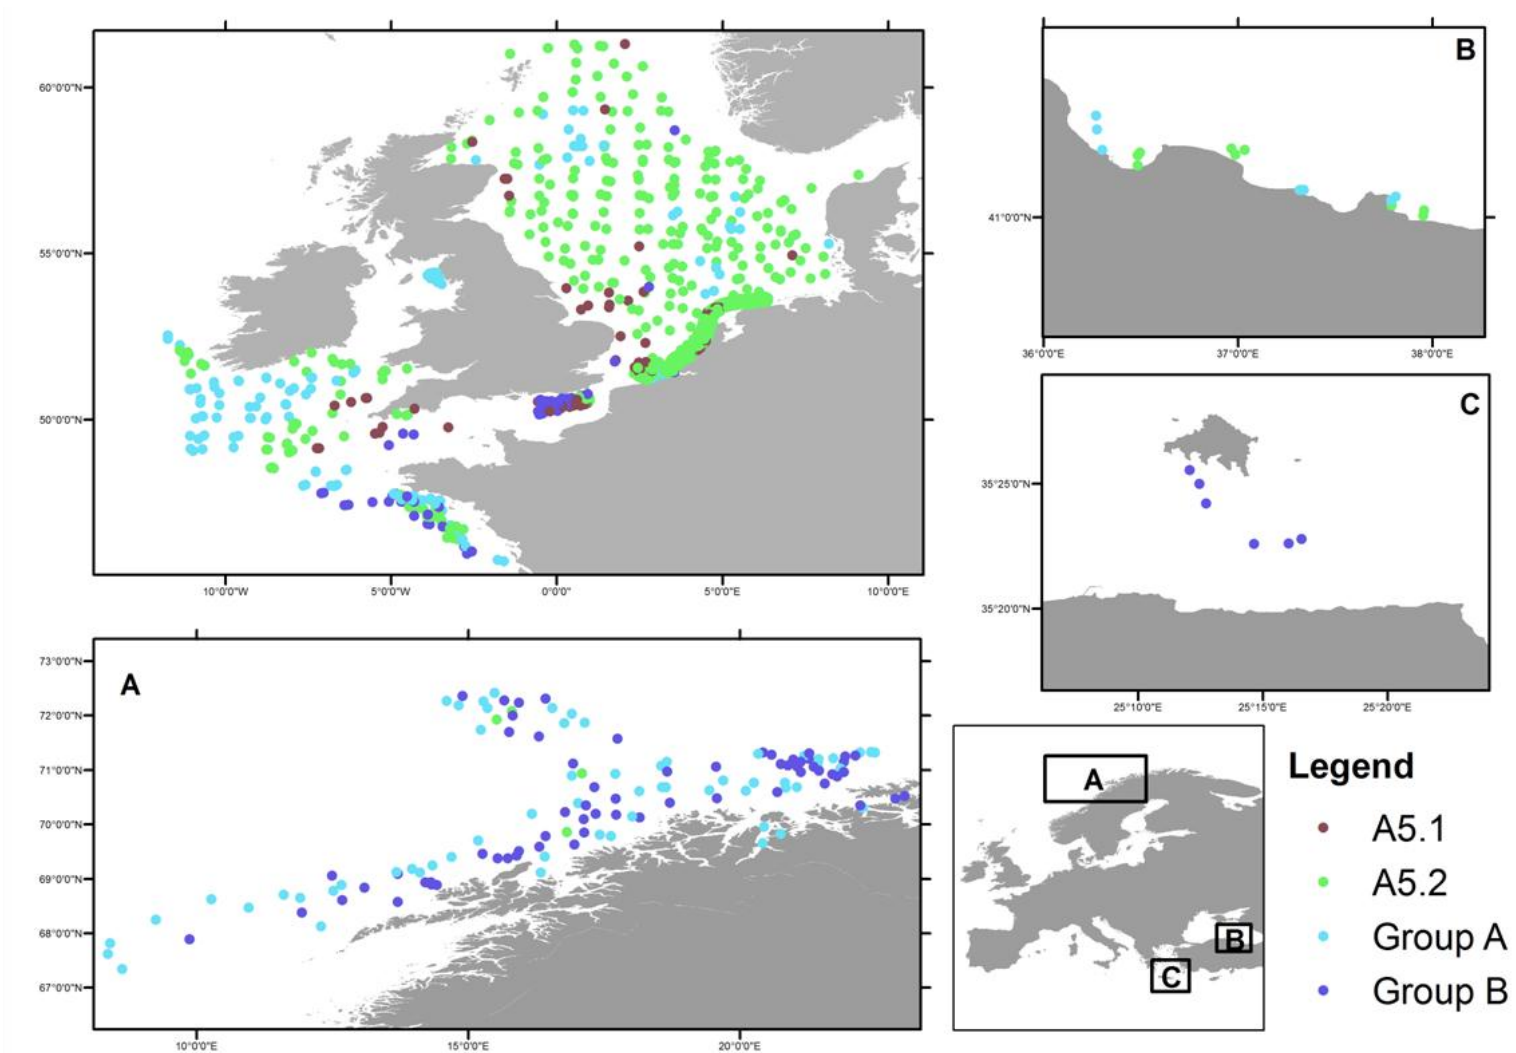 60°0'0"N
55°0'0"N
50°0'0"N
10°0'0"W
5°0'0"W
0°0'0"
5°0'0"E
10°0'0"E
B
41°0'0"N
36°0'0"E
37°0'0"E
38°0'0"E
C
35°25'0"N
35°20'0"N
25°10'0"E
25°15'0"E
25°20'0"E
A
73°0'0"N
72°0'0"N
71°0'0"N
70°0'0"N
69°0'0"N
68°0'0"N
67°0'0"N
10°0'0"E
15°0'0"E
20°0'0"E
A
B
C
Legend
A5.1
A5.2
Group A
Group B